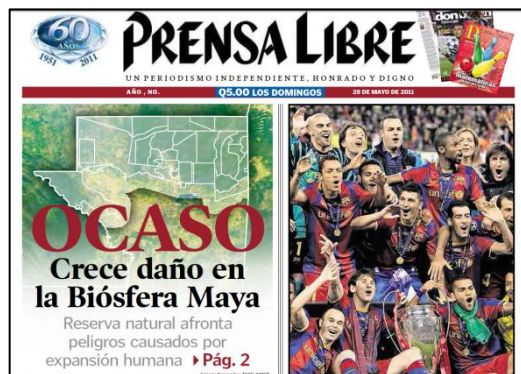 60
AÑOS
1951 2011
PRENSA LIBRE
UN PERIODISMO INDEPENDIENTE, HONRADO Y DIGNO
AÑO , NO. Q5.00 LOS DOMINGOS 29 DE MAYO DE 2011
OCASO
Crece daño en
la Biósfera Maya
Reserva natural afronta
peligros causados por
expansión humana Pág. 2
unicef